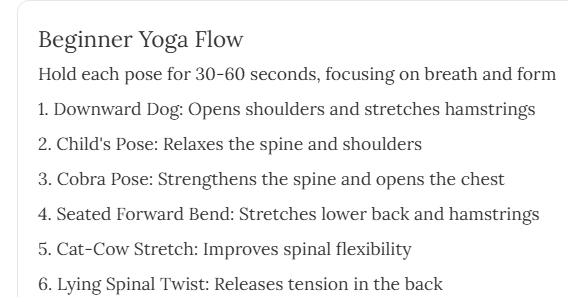 Beginner Yoga Flow
Hold each pose for 30-60 seconds, focusing on breath and form
1. Downward Dog: Opens shoulders and stretches hamstrings
2. Child's Pose: Relaxes the spine and shoulders
3. Cobra Pose: Strengthens the spine and opens the chest
4. Seated Forward Bend: Stretches lower back and hamstrings
5. Cat-Cow Stretch: Improves spinal flexibility
6. Lying Spinal Twist: Releases tension in the back